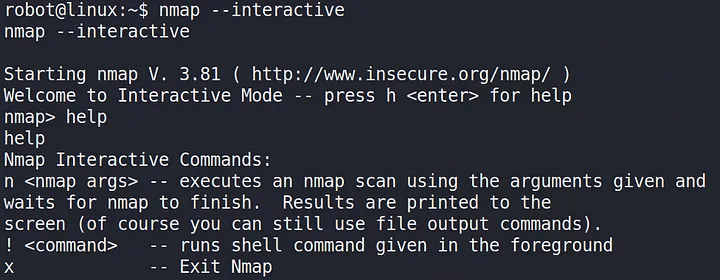 robot@linux:~$ nmap --interactive
nmap --interactive
Starting nmap V. 3.81 ( http://www.insecure.org/nmap/ )
Welcome to Interactive Mode -- press h <enter> for help
nmap> help
help
Nmap Interactive Commands:
n <nmap args> -- executes an nmap scan using the arguments given and
waits for nmap to finish.  Results are printed to the
screen (of course you can still use file output commands).
! <command>   -- runs shell command given in the foreground
x             -- Exit Nmap